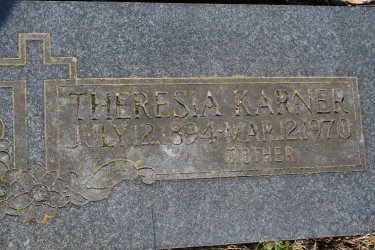 THERESIA KARNER
JULY 12, 1894 - MAR. 12, 1970
MOTHER